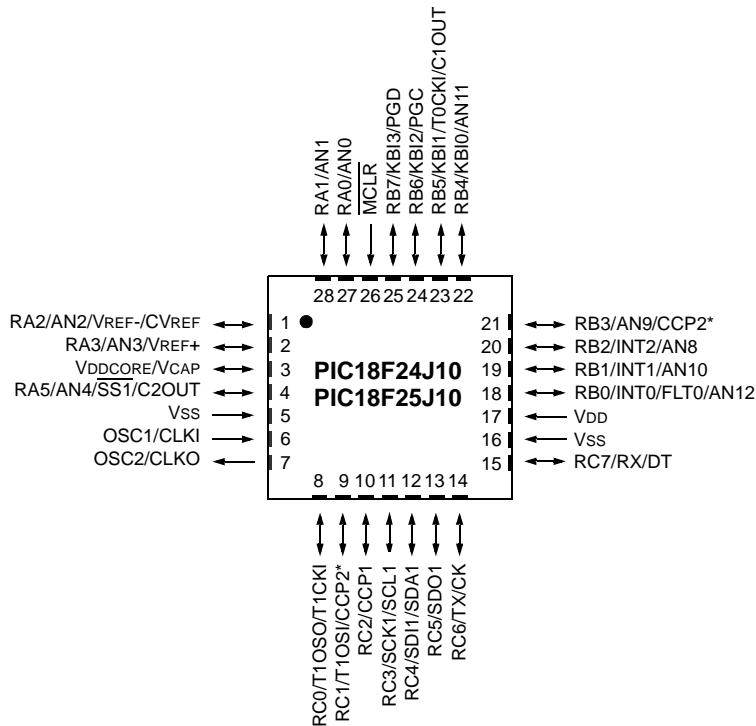 RA1/AN1
RA0/AN0
MCLR
RB7/KBI3/PGD
RB6/KBI2/PGC
RB5/KBI1/T0CKI/C1OUT
RB4/KBI0/AN11
28 27 26 25 24 23 22
RA2/AN2/VREF-/CVREF 1
RA3/AN3/VREF+ 2
VDDCORE/VCAP 3
RA5/AN4/SS1/C2OUT 4
VSS 5
OSC1/CLKI 6
OSC2/CLKO 7
PIC18F24J10
PIC18F25J10
21 RB3/AN9/CCP2*
20 RB2/INT2/AN8
19 RB1/INT1/AN10
18 RB0/INT0/FLT0/AN12
17 VDD
16 VSS
15 RC7/RX/DT
8 9 10 11 12 13 14
RC0/T1OSO/T1CKI
RC1/T1OSI/CCP2*
RC2/CCP1
RC3/SCK1/SCL1
RC4/SDI1/SDA1
RC5/SDO1
RC6/TX/CK